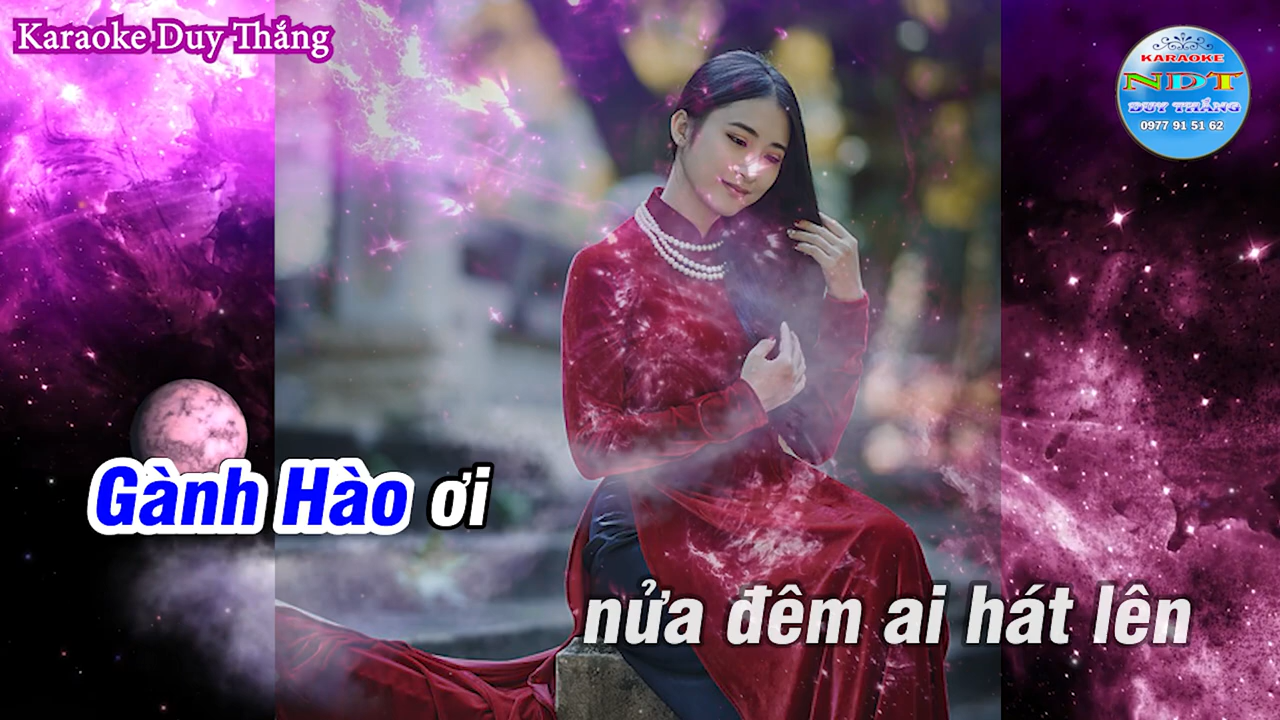 Karaoke Duy Thắng
KARAOKE
NDT
DUY THẮNG
0977 91 51 62
Gành Hào ơi
nửa đêm ai hát lên